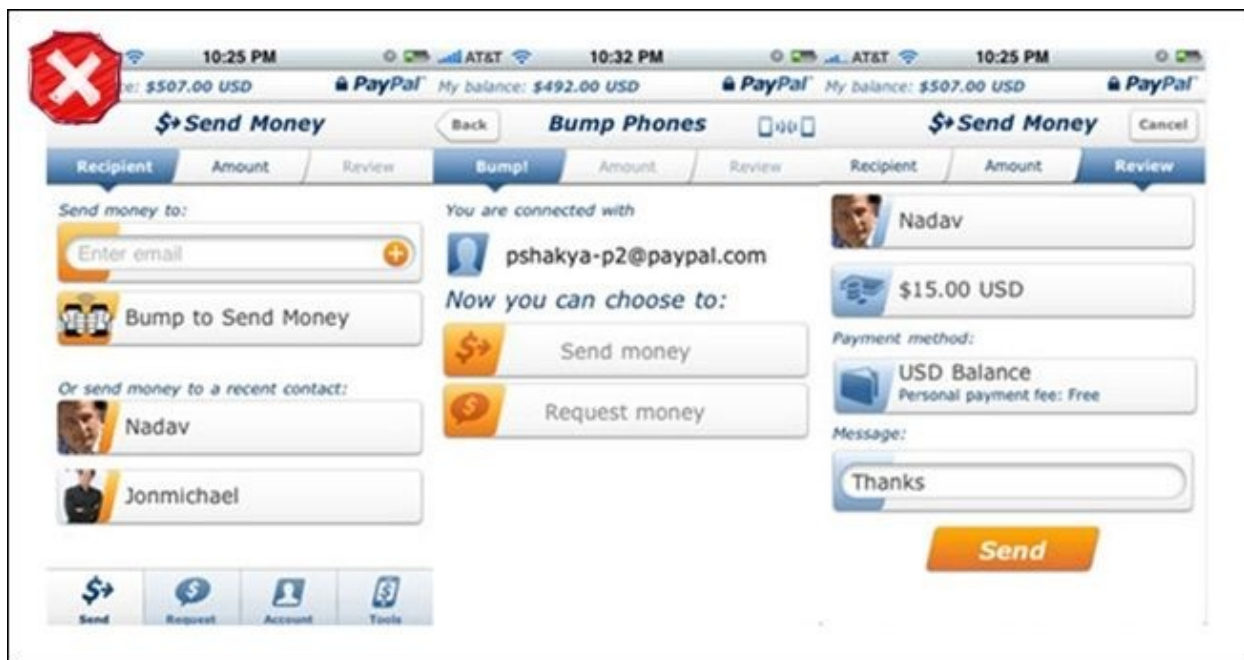 10:25 PM
$507.00 USD
PayPal
Send Money
Recipient
Amount
Review
Send money to:
Enter email
Bump to Send Money
Or send money to a recent contact:
Nadav
Jonmichael
Send
Request
Account
Tools
AT&T
10:32 PM
My balance: $492.00 USD
PayPal
Back
Bump Phones
Bump!
Amount
Review
You are connected with
pshakya-p2@paypal.com
Now you can choose to:
Send money
Request money
AT&T
10:25 PM
My balance: $507.00 USD
PayPal
Send Money
Cancel
Recipient
Amount
Review
Nadav
$15.00 USD
Payment method:
USD Balance
Personal payment fee: Free
Message:
Thanks
Send